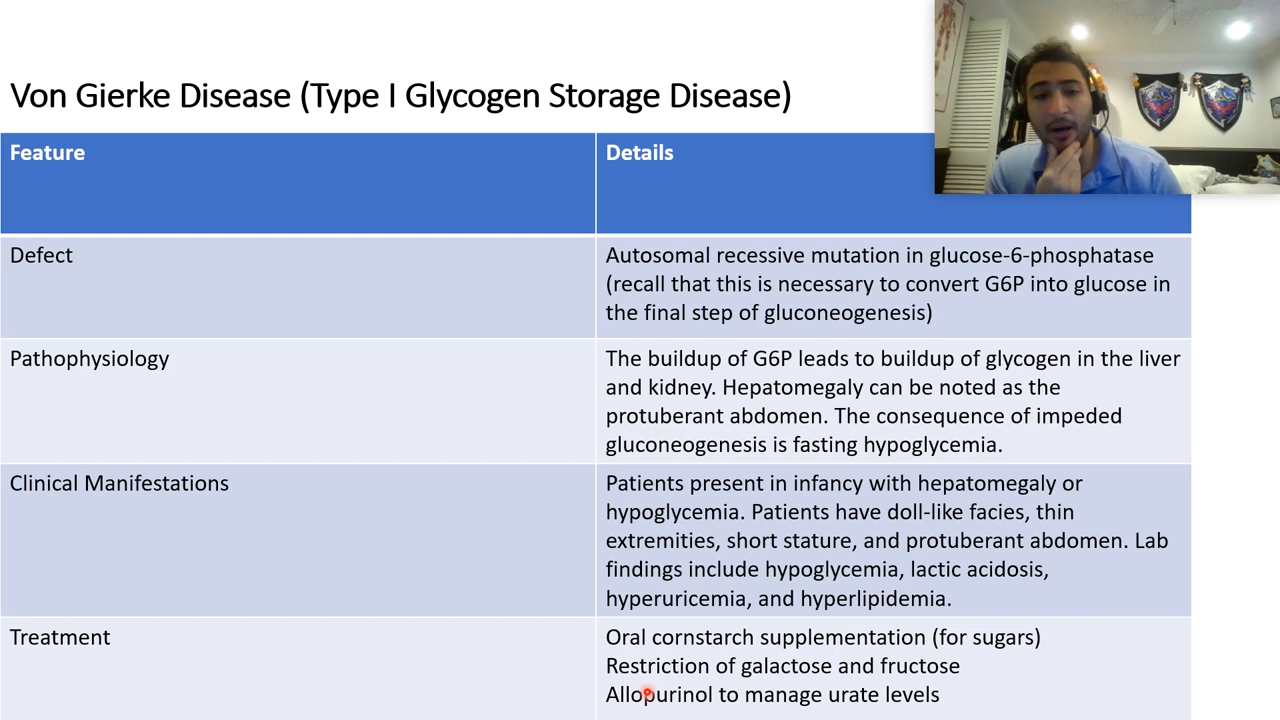 Von Gierke Disease (Type I Glycogen Storage Disease)
Feature
Details
Defect
Autosomal recessive mutation in glucose-6-phosphatase
(recall that this is necessary to convert G6P into glucose in
the final step of gluconeogenesis)
Pathophysiology
The buildup of G6P leads to buildup of glycogen in the liver
and kidney. Hepatomegaly can be noted as the
protuberant abdomen. The consequence of impeded
gluconeogenesis is fasting hypoglycemia.
Clinical Manifestations
Patients present in infancy with hepatomegaly or
hypoglycemia. Patients have doll-like facies, thin
extremities, short stature, and protuberant abdomen. Lab
findings include hypoglycemia, lactic acidosis,
hyperuricemia, and hyperlipidemia.
Treatment
Oral cornstarch supplementation (for sugars)
Restriction of galactose and fructose
Allopurinol to manage urate levels